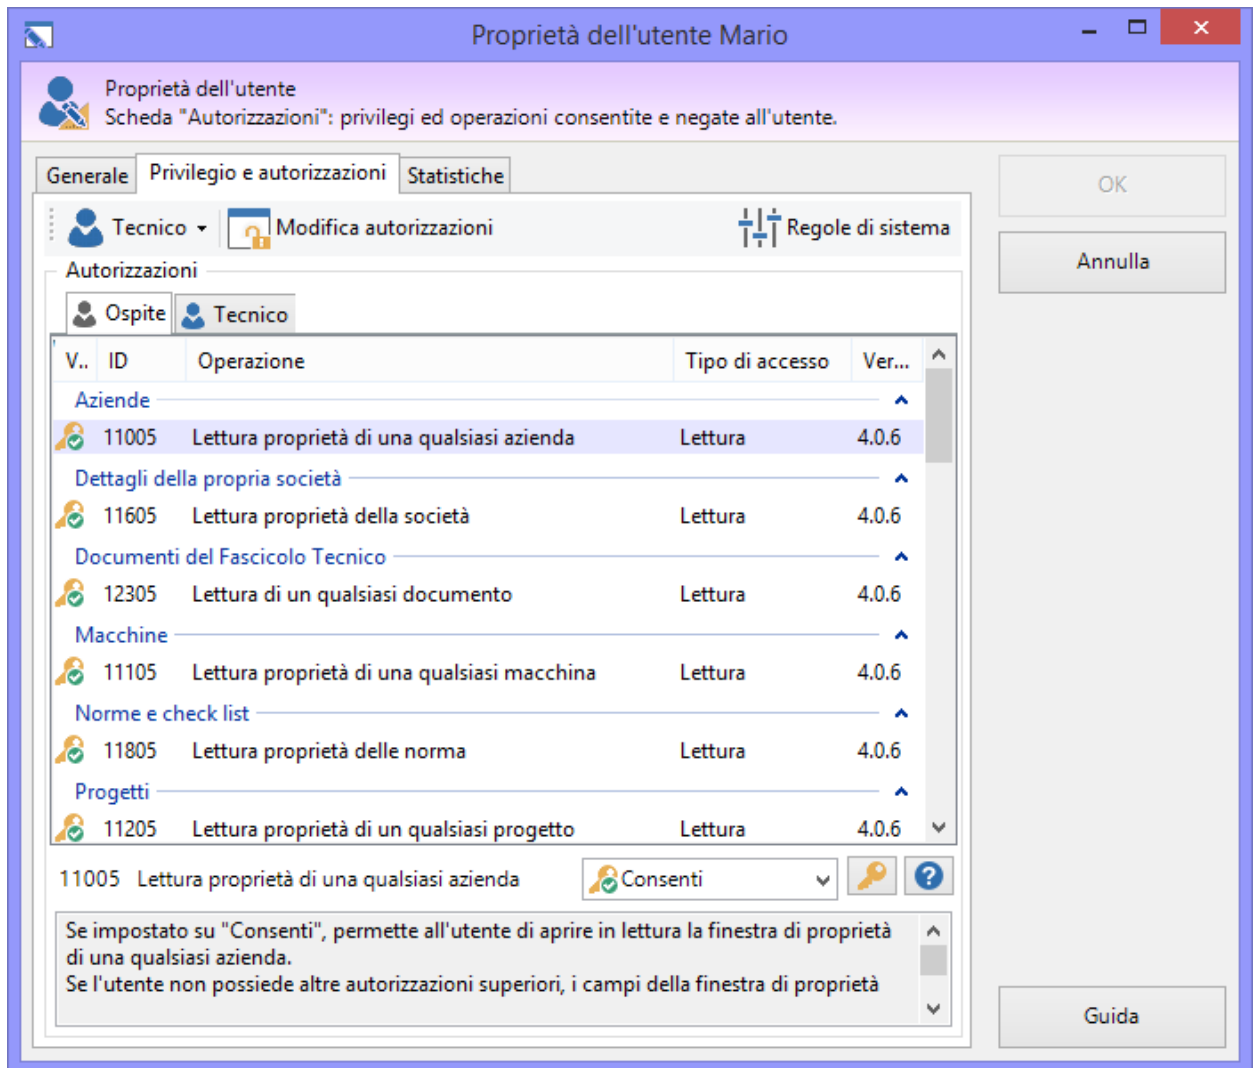 Proprietà dell'utente Mario
Proprietà dell'utente
Scheda "Autorizzazioni": privilegi ed operazioni consentite e negate all'utente.
Generale Privilegio e autorizzazioni Statistiche
OK
Tecnico Modifica autorizzazioni Regole di sistema
Annulla
Autorizzazioni
Ospite Tecnico
V.. ID Operazione Tipo di accesso Ver...
Aziende
11005 Lettura proprietà di una qualsiasi azienda Lettura 4.0.6
Dettagli della propria società
11605 Lettura proprietà della società Lettura 4.0.6
Documenti del Fascicolo Tecnico
12305 Lettura di un qualsiasi documento Lettura 4.0.6
Macchine
11105 Lettura proprietà di una qualsiasi macchina Lettura 4.0.6
Norme e check list
11805 Lettura proprietà delle norma Lettura 4.0.6
Progetti
11205 Lettura proprietà di un qualsiasi progetto Lettura 4.0.6
11005 Lettura proprietà di una qualsiasi azienda Consenti ?
Se impostato su "Consenti", permette all'utente di aprire in lettura la finestra di proprietà
di una qualsiasi azienda.
Se l'utente non possiede altre autorizzazioni superiori, i campi della finestra di proprietà
Guida